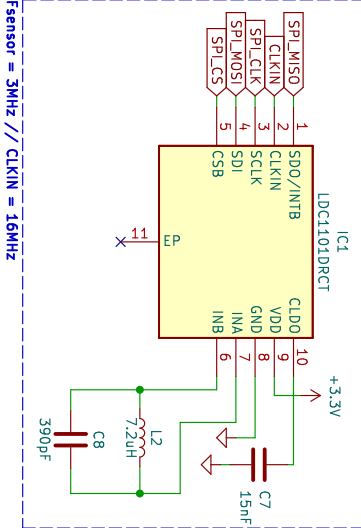 Fsensor = 3MHz // CLKIN = 16MHz
SPI_CS
SPI_MOSI
SPI_CLK
CLKIN
SPI_MISO
5
4
3
2
1
CSB
SDI
SCLK
CLKIN
SDO/INTB
IC1
LDC1101DRCT
11
EP
INB
INA
GND
VDD
CLDO
6
7
8
9
10
+3.3V
L2
7.2uH
C8
390pF
C7
15nF